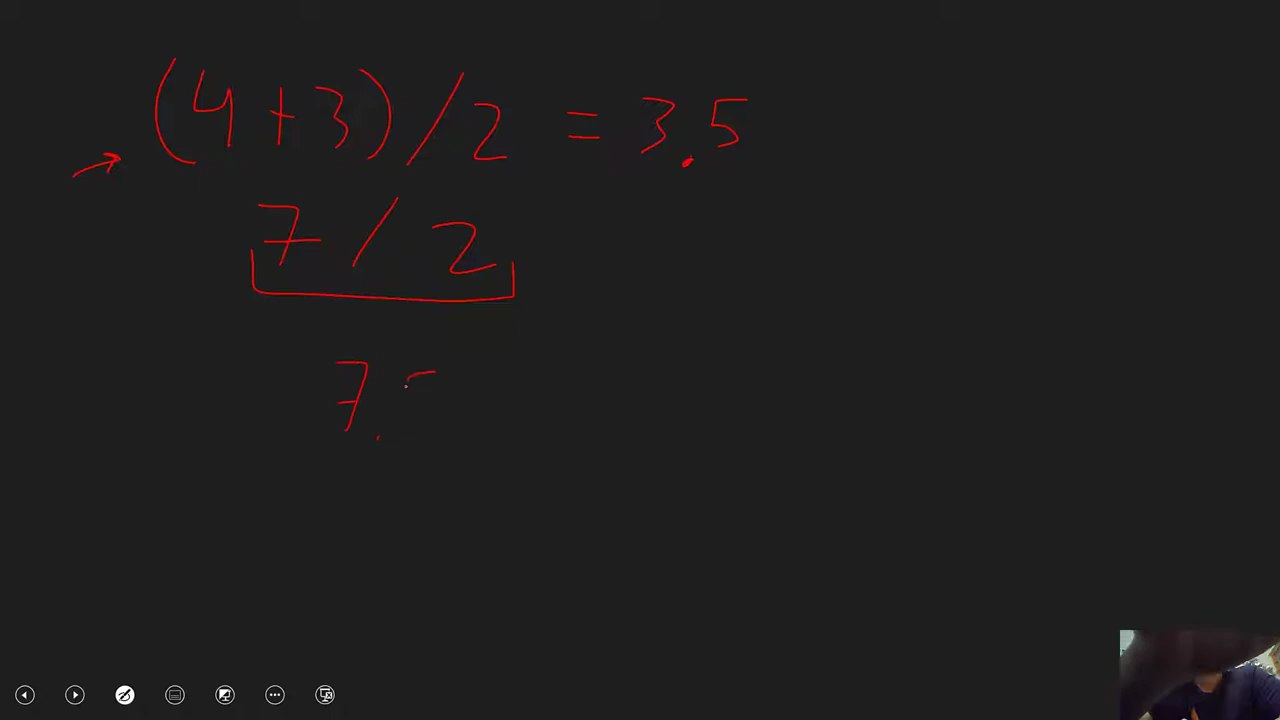 (4+3)/2 = 3.5
7/2
7.